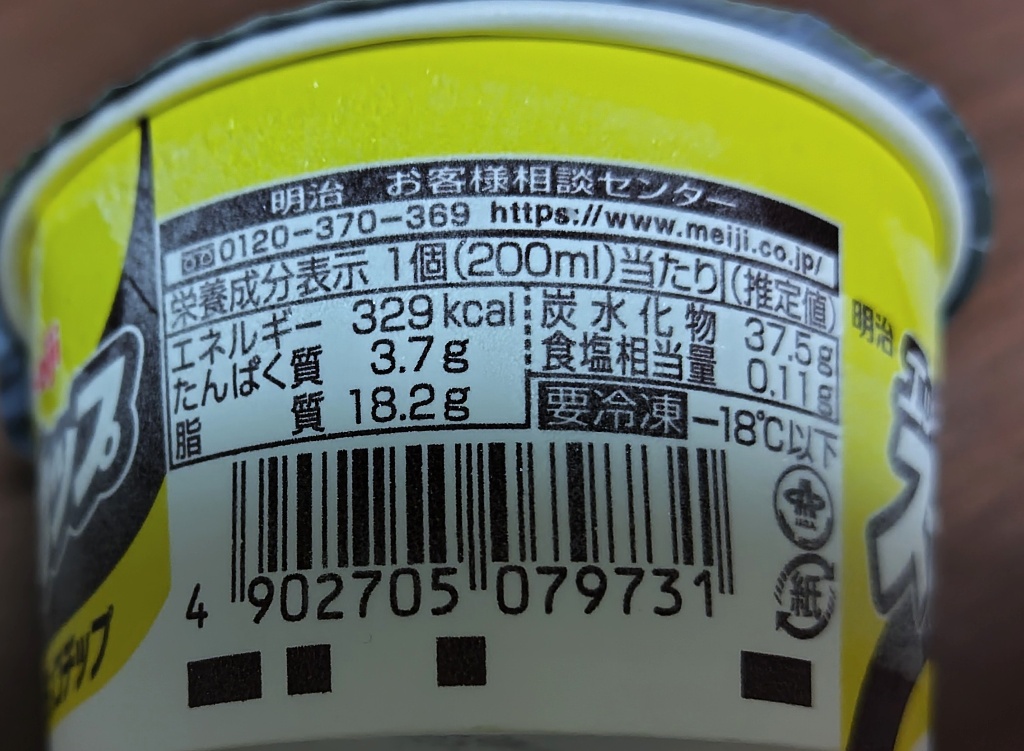 明治 お客様相談センター
0120-370-369 https://www.meiji.co.jp/
栄養成分表示 1個(200ml)当たり (推定値)
エネルギー 329kcal
たんぱく質 3.7g
脂質 18.2g
炭水化物 37.5g
食塩相当量 0.11g
要冷凍 -18℃以下
4 902705 079731
紙
明治
チップ